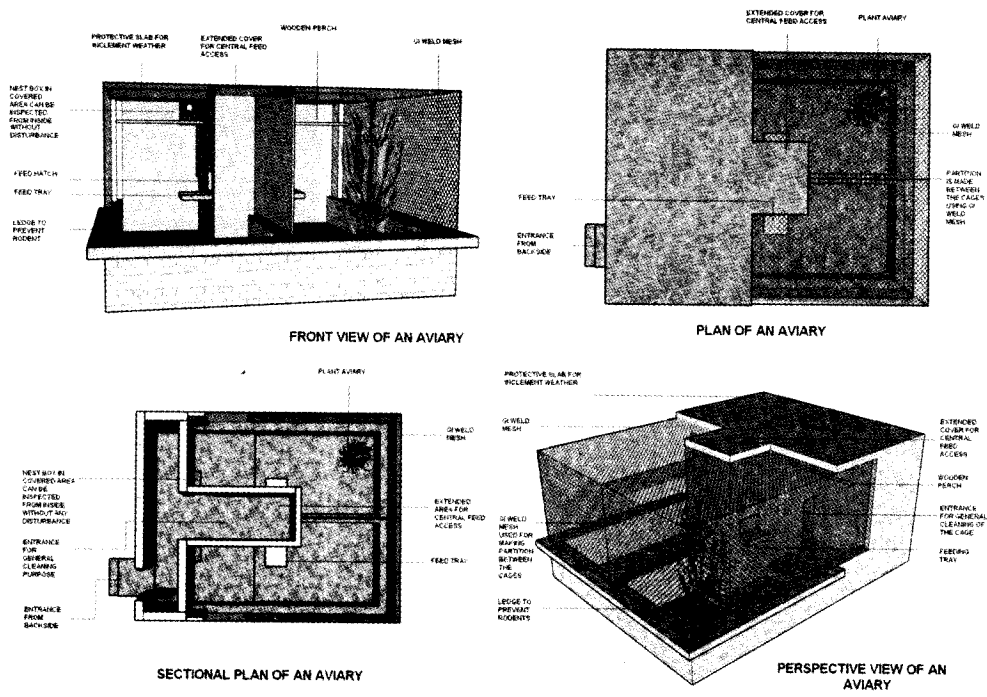 PROTECTIVE SLAB FOR
INCLEMENT WEATHER
EXTENDED COVER
FOR CENTRAL FEED
ACCESS
WOODEN PERCH
GI WELD MESH
NEST BOX IN
COVERED
AREA CAN BE
INSPECTED
FROM INSIDE
WITHOUT
DISTURBANCE
FEED HATCH
FEED TRAY
LEDGE TO
PREVENT
RODENT
FRONT VIEW OF AN AVIARY
EXTENDED COVER FOR
CENTRAL FEED ACCESS
PLANT AVIARY
GI WELD
MESH
PARTITION
IS MADE
BETWEEN
THE CAGES
USING GI
WELD
MESH
FEED TRAY
ENTRANCE
FROM
BACKSIDE
PLAN OF AN AVIARY
PLANT AVIARY
GI WELD
MESH
NEST BOX IN
COVERED AREA
CAN BE
INSPECTED
FROM INSIDE
WITHOUT ANY
DISTURBANCE
ENTRANCE
FOR
GENERAL
CLEANING
PURPOSE
ENTRANCE
FROM
BACKSIDE
EXTENDED
AREA FOR
CENTRAL FEED
ACCESS
FEED TRAY
SECTIONAL PLAN OF AN AVIARY
PROTECTIVE SLAB FOR
INCLEMENT WEATHER
GI WELD
MESH
GI WELD
MESH
USED FOR
MAKING
PARTITION
BETWEEN
THE
CAGES
LEDGE TO
PREVENT
RODENTS
EXTENDED
COVER FOR
CENTRAL
FEED
ACCESS
WOODEN
PERCH
ENTRANCE
FOR GENERAL
CLEANING OF
THE CAGE
FEEDING
TRAY
PERSPECTIVE VIEW OF AN
AVIARY